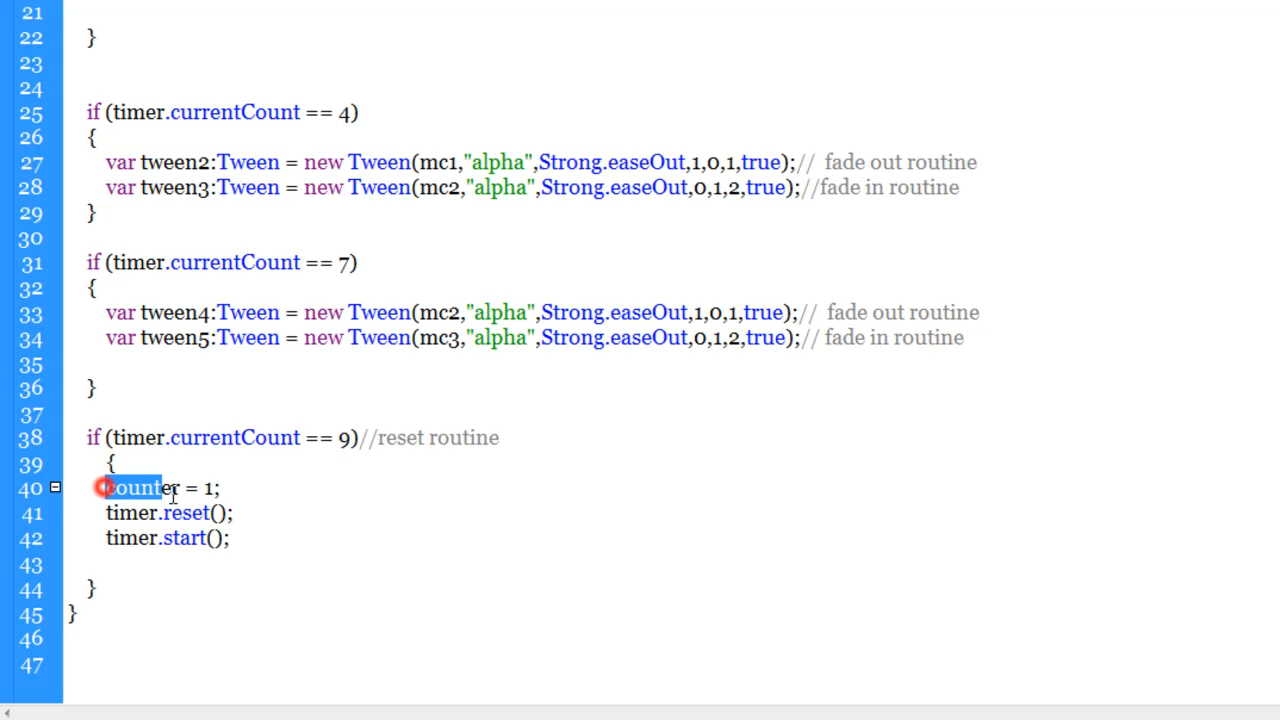 21
22 }
23
24
25 if (timer.currentCount == 4)
26 {
27 var tween2:Tween = new Tween(mc1,"alpha",Strong.easeOut,1,0,1,true);// fade out routine
28 var tween3:Tween = new Tween(mc2,"alpha",Strong.easeOut,0,1,2,true);//fade in routine
29 }
30
31 if (timer.currentCount == 7)
32 {
33 var tween4:Tween = new Tween(mc2,"alpha",Strong.easeOut,1,0,1,true);// fade out routine
34 var tween5:Tween = new Tween(mc3,"alpha",Strong.easeOut,0,1,2,true);// fade in routine
35
36 }
37
38 if (timer.currentCount == 9)//reset routine
39 {
40 counter = 1;
41 timer.reset();
42 timer.start();
43
44 }
45 }
46
47